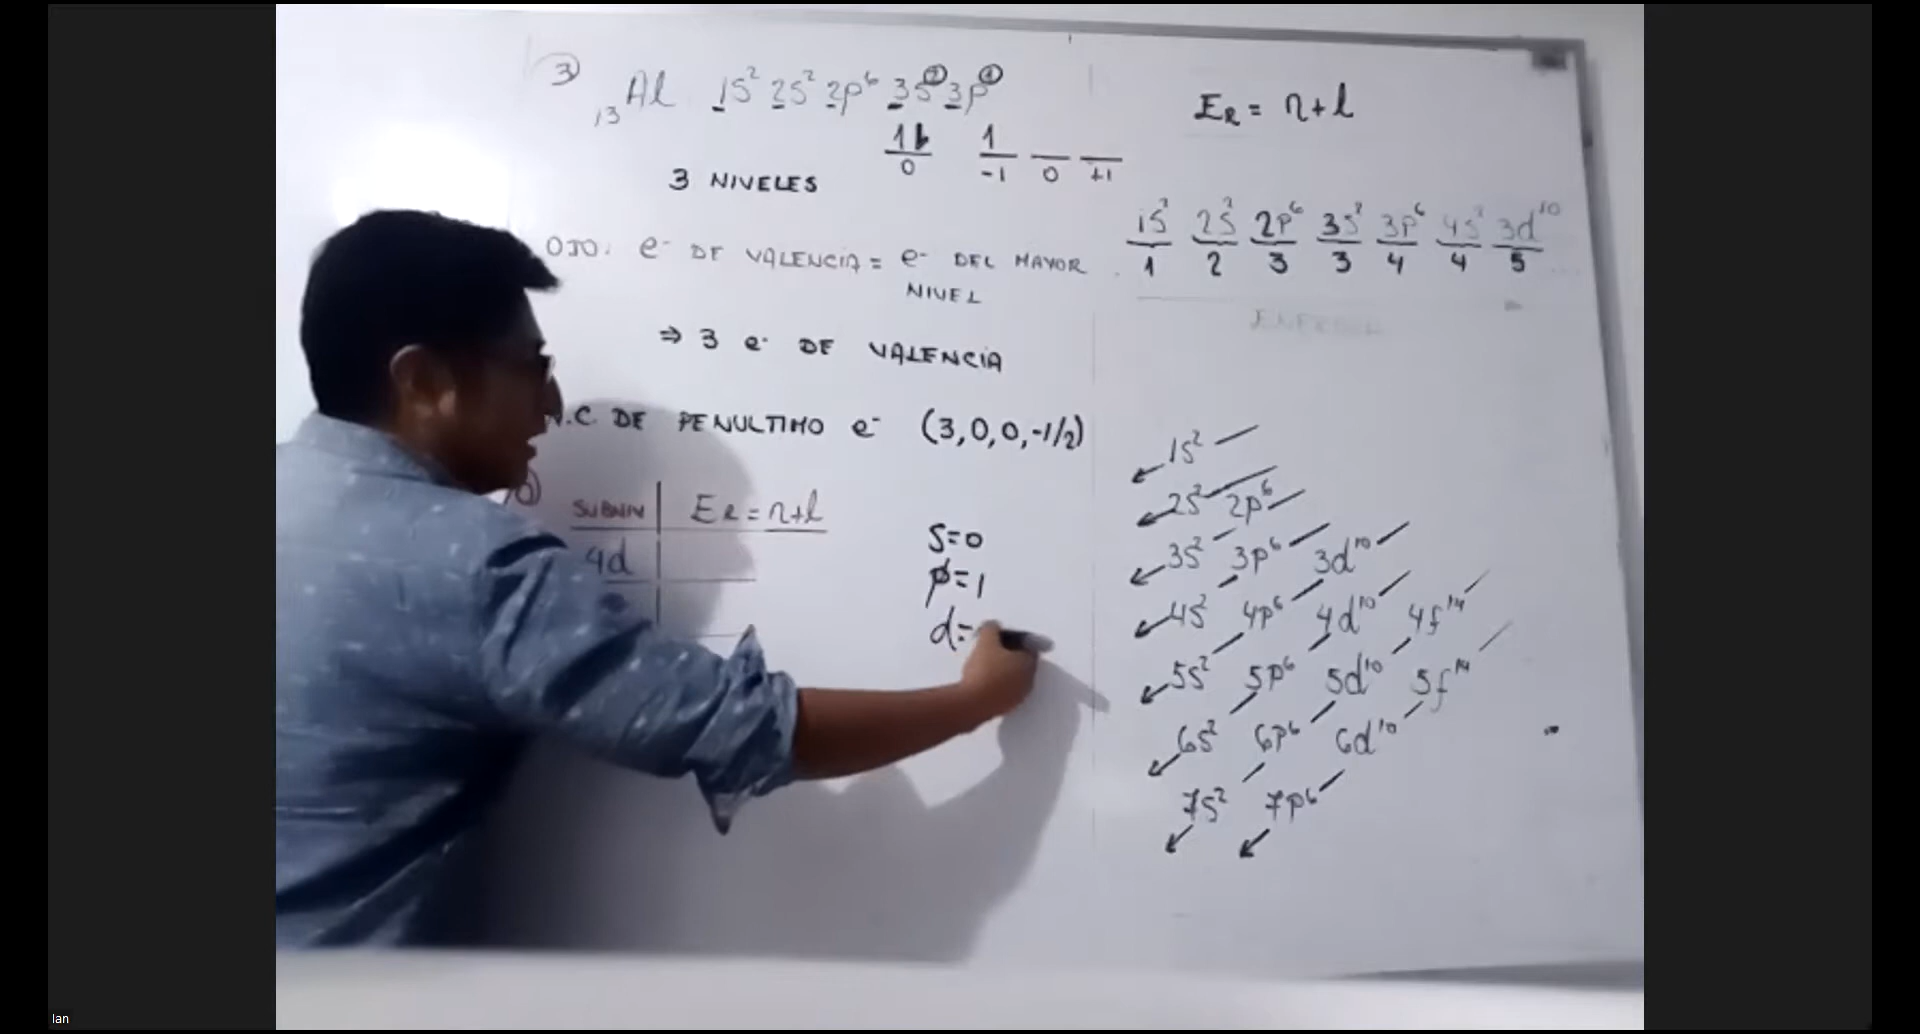 3
13Al 1s² 2s² 2p⁶ 3s② 3p①
1↓ 1
0 -1 0 +1
3 NIVELES
OJO: e⁻ DE VALENCIA = e⁻ DEL MAYOR
NIVEL
⇒ 3 e⁻ DE VALENCIA
.C. DE PENULTIMO e⁻ (3,0,0,-1/2)
SUBNIV ER = n+l
4d
s=0
p=1
d=
ER = n+l
1s² 2s² 2p⁶ 3s² 3p⁶ 4s² 3d¹⁰
1 2 3 3 4 4 5
1s²
2s² 2p⁶
3s² 3p⁶ 3d¹⁰
4s² 4p⁶ 4d¹⁰ 4f¹⁴
5s² 5p⁶ 5d¹⁰ 5f¹⁴
6s² 6p⁶ 6d¹⁰
7s² 7p⁶
Ian